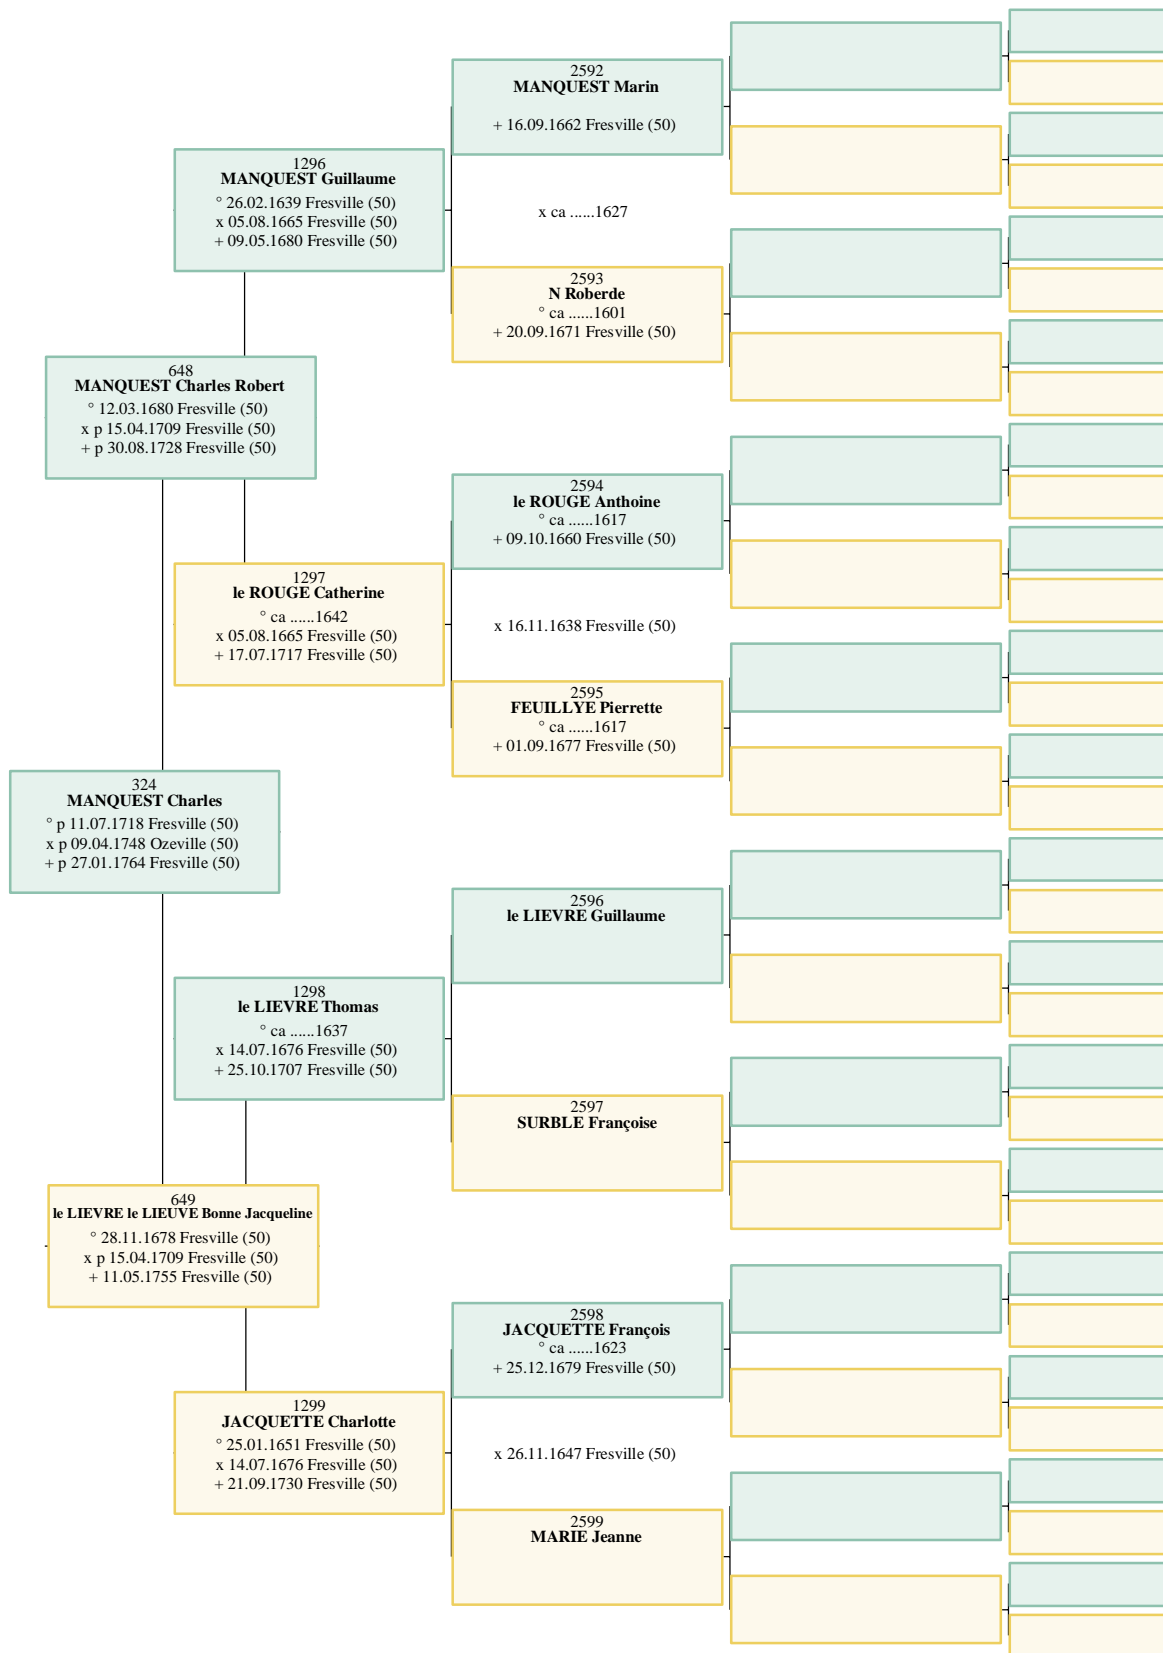 2592
MANQUEST Marin
+ 16.09.1662 Fresville (50)
1296
MANQUEST Guillaume
° 26.02.1639 Fresville (50)
x 05.08.1665 Fresville (50)
+ 09.05.1680 Fresville (50)
x ca ......1627
2593
N Roberde
° ca ......1601
+ 20.09.1671 Fresville (50)
648
MANQUEST Charles Robert
° 12.03.1680 Fresville (50)
x p 15.04.1709 Fresville (50)
+ p 30.08.1728 Fresville (50)
2594
le ROUGE Anthoine
° ca ......1617
+ 09.10.1660 Fresville (50)
1297
le ROUGE Catherine
° ca ......1642
x 05.08.1665 Fresville (50)
+ 17.07.1717 Fresville (50)
x 16.11.1638 Fresville (50)
2595
FEUILLYE Pierrette
° ca ......1617
+ 01.09.1677 Fresville (50)
324
MANQUEST Charles
° p 11.07.1718 Fresville (50)
x p 09.04.1748 Ozeville (50)
+ p 27.01.1764 Fresville (50)
2596
le LIEVRE Guillaume
1298
le LIEVRE Thomas
° ca ......1637
x 14.07.1676 Fresville (50)
+ 25.10.1707 Fresville (50)
2597
SURBLE Françoise
649
le LIEVRE le LIEUVE Bonne Jacqueline
° 28.11.1678 Fresville (50)
x p 15.04.1709 Fresville (50)
+ 11.05.1755 Fresville (50)
2598
JACQUETTE François
° ca ......1623
+ 25.12.1679 Fresville (50)
1299
JACQUETTE Charlotte
° 25.01.1651 Fresville (50)
x 14.07.1676 Fresville (50)
+ 21.09.1730 Fresville (50)
x 26.11.1647 Fresville (50)
2599
MARIE Jeanne